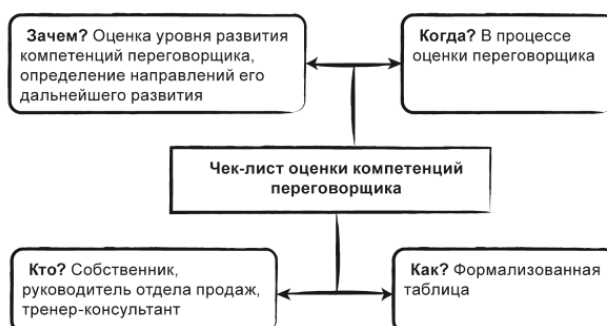 Зачем? Оценка уровня развития
компетенций переговорщика,
определение направлений его
дальнейшего развития
Когда? В процессе
оценки переговорщика
Чек-лист оценки компетенций
переговорщика
Кто? Собственник,
руководитель отдела продаж,
тренер-консультант
Как? Формализованная
таблица